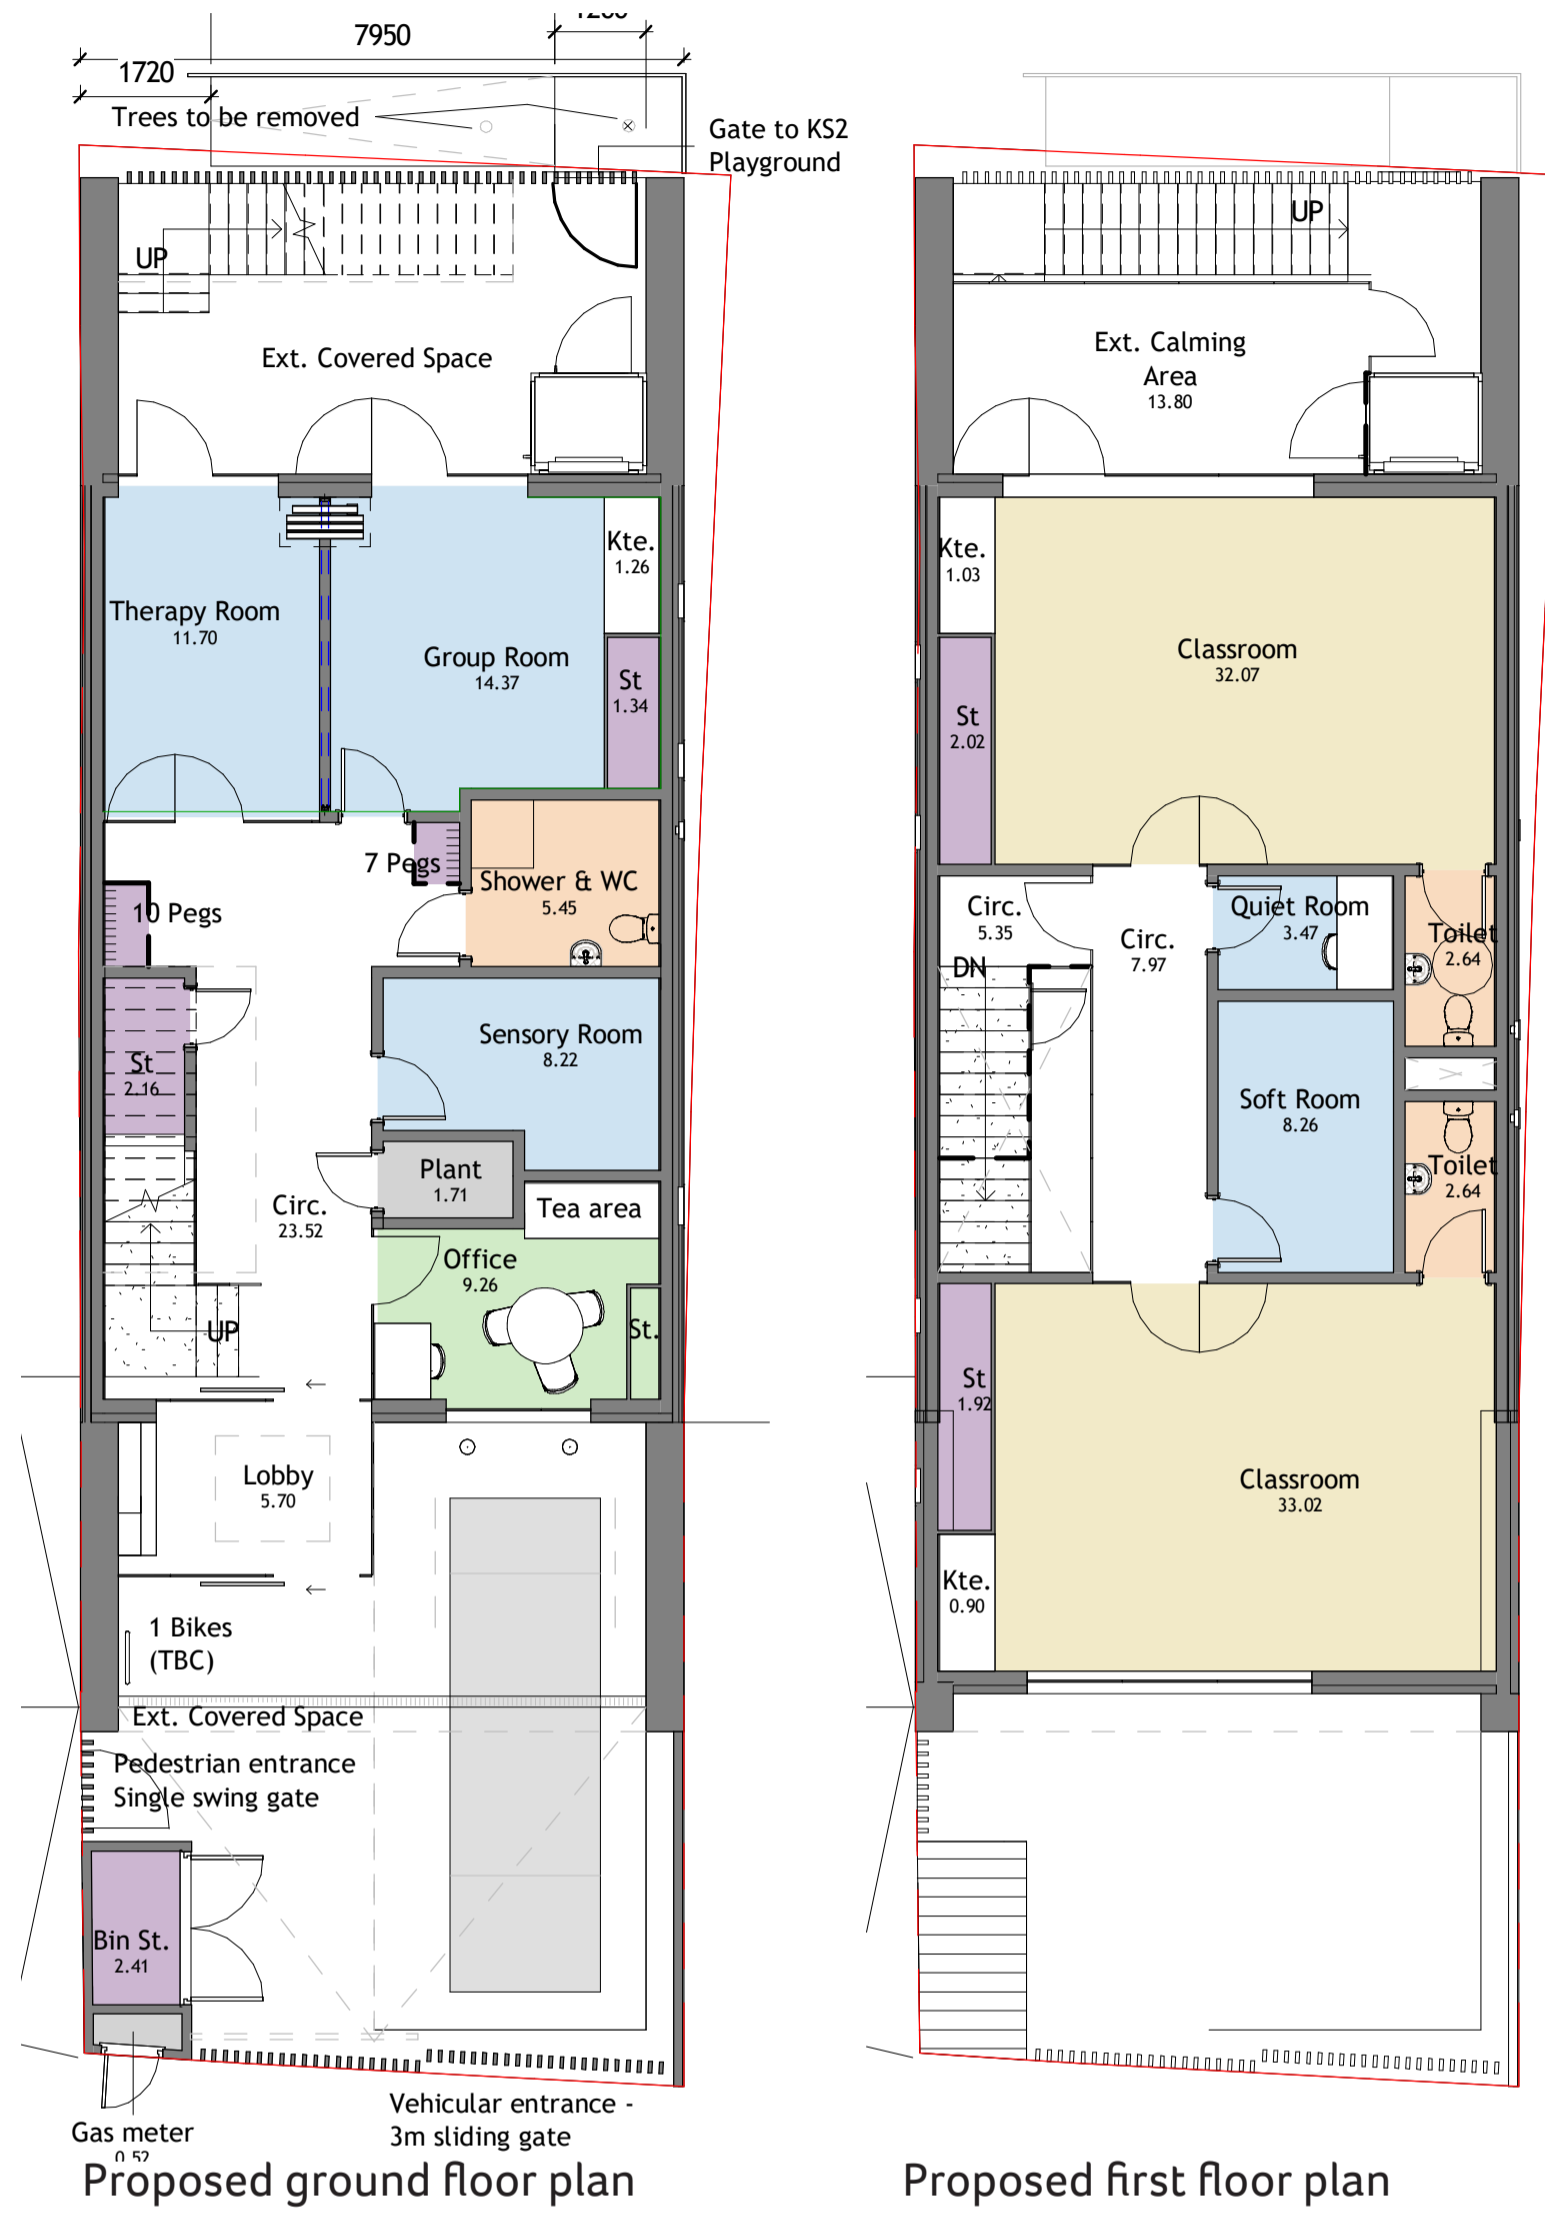 1200
7950
1720
Trees to be removed
Gate to KS2
Playground
UP
Ext. Covered Space
Therapy Room
11.70
Group Room
14.37
Kte.
1.26
St
1.34
7 Pegs
10 Pegs
Shower & WC
5.45
St
2.16
Sensory Room
8.22
Plant
1.71
Tea area
Circ.
23.52
Office
9.26
UP
St.
Lobby
5.70
1 Bikes
(TBC)
Ext. Covered Space
Pedestrian entrance
Single swing gate
Bin St.
2.41
Vehicular entrance -
3m sliding gate
Gas meter
0.52
Proposed ground floor plan
UP
Ext. Calming
Area
13.80
Kte.
1.03
Classroom
32.07
St
2.02
Circ.
5.35
DN
Circ.
7.97
Quiet Room
3.47
Toilet
2.64
Soft Room
8.26
Toilet
2.64
St
1.92
Classroom
33.02
Kte.
0.90
Proposed first floor plan